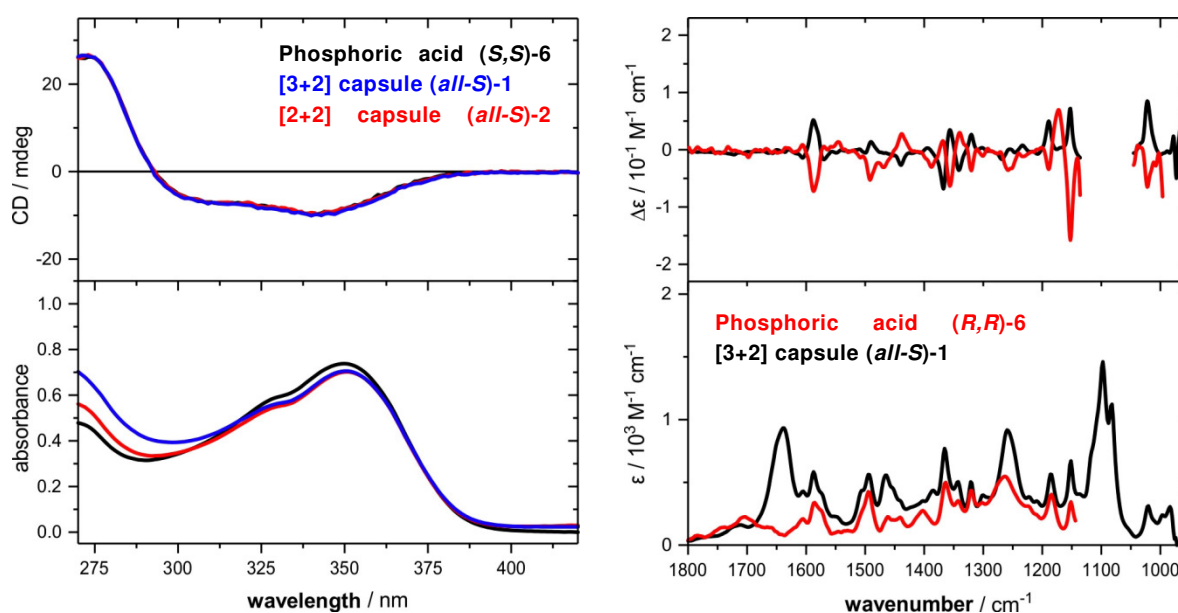 Phosphoric acid (S,S)-6
[3+2] capsule (all-S)-1
[2+2] capsule (all-S)-2
CD / mdeg
20
0
-20
absorbance
1.0
0.8
0.6
0.4
0.2
0.0
275 300 325 350 375 400
wavelength / nm
Δε / 10⁻¹ M⁻¹ cm⁻¹
2
1
0
-1
-2
Phosphoric acid (R,R)-6
[3+2] capsule (all-S)-1
ε / 10³ M⁻¹ cm⁻¹
2
1
0
1800 1700 1600 1500 1400 1300 1200 1100 1000
wavenumber / cm⁻¹